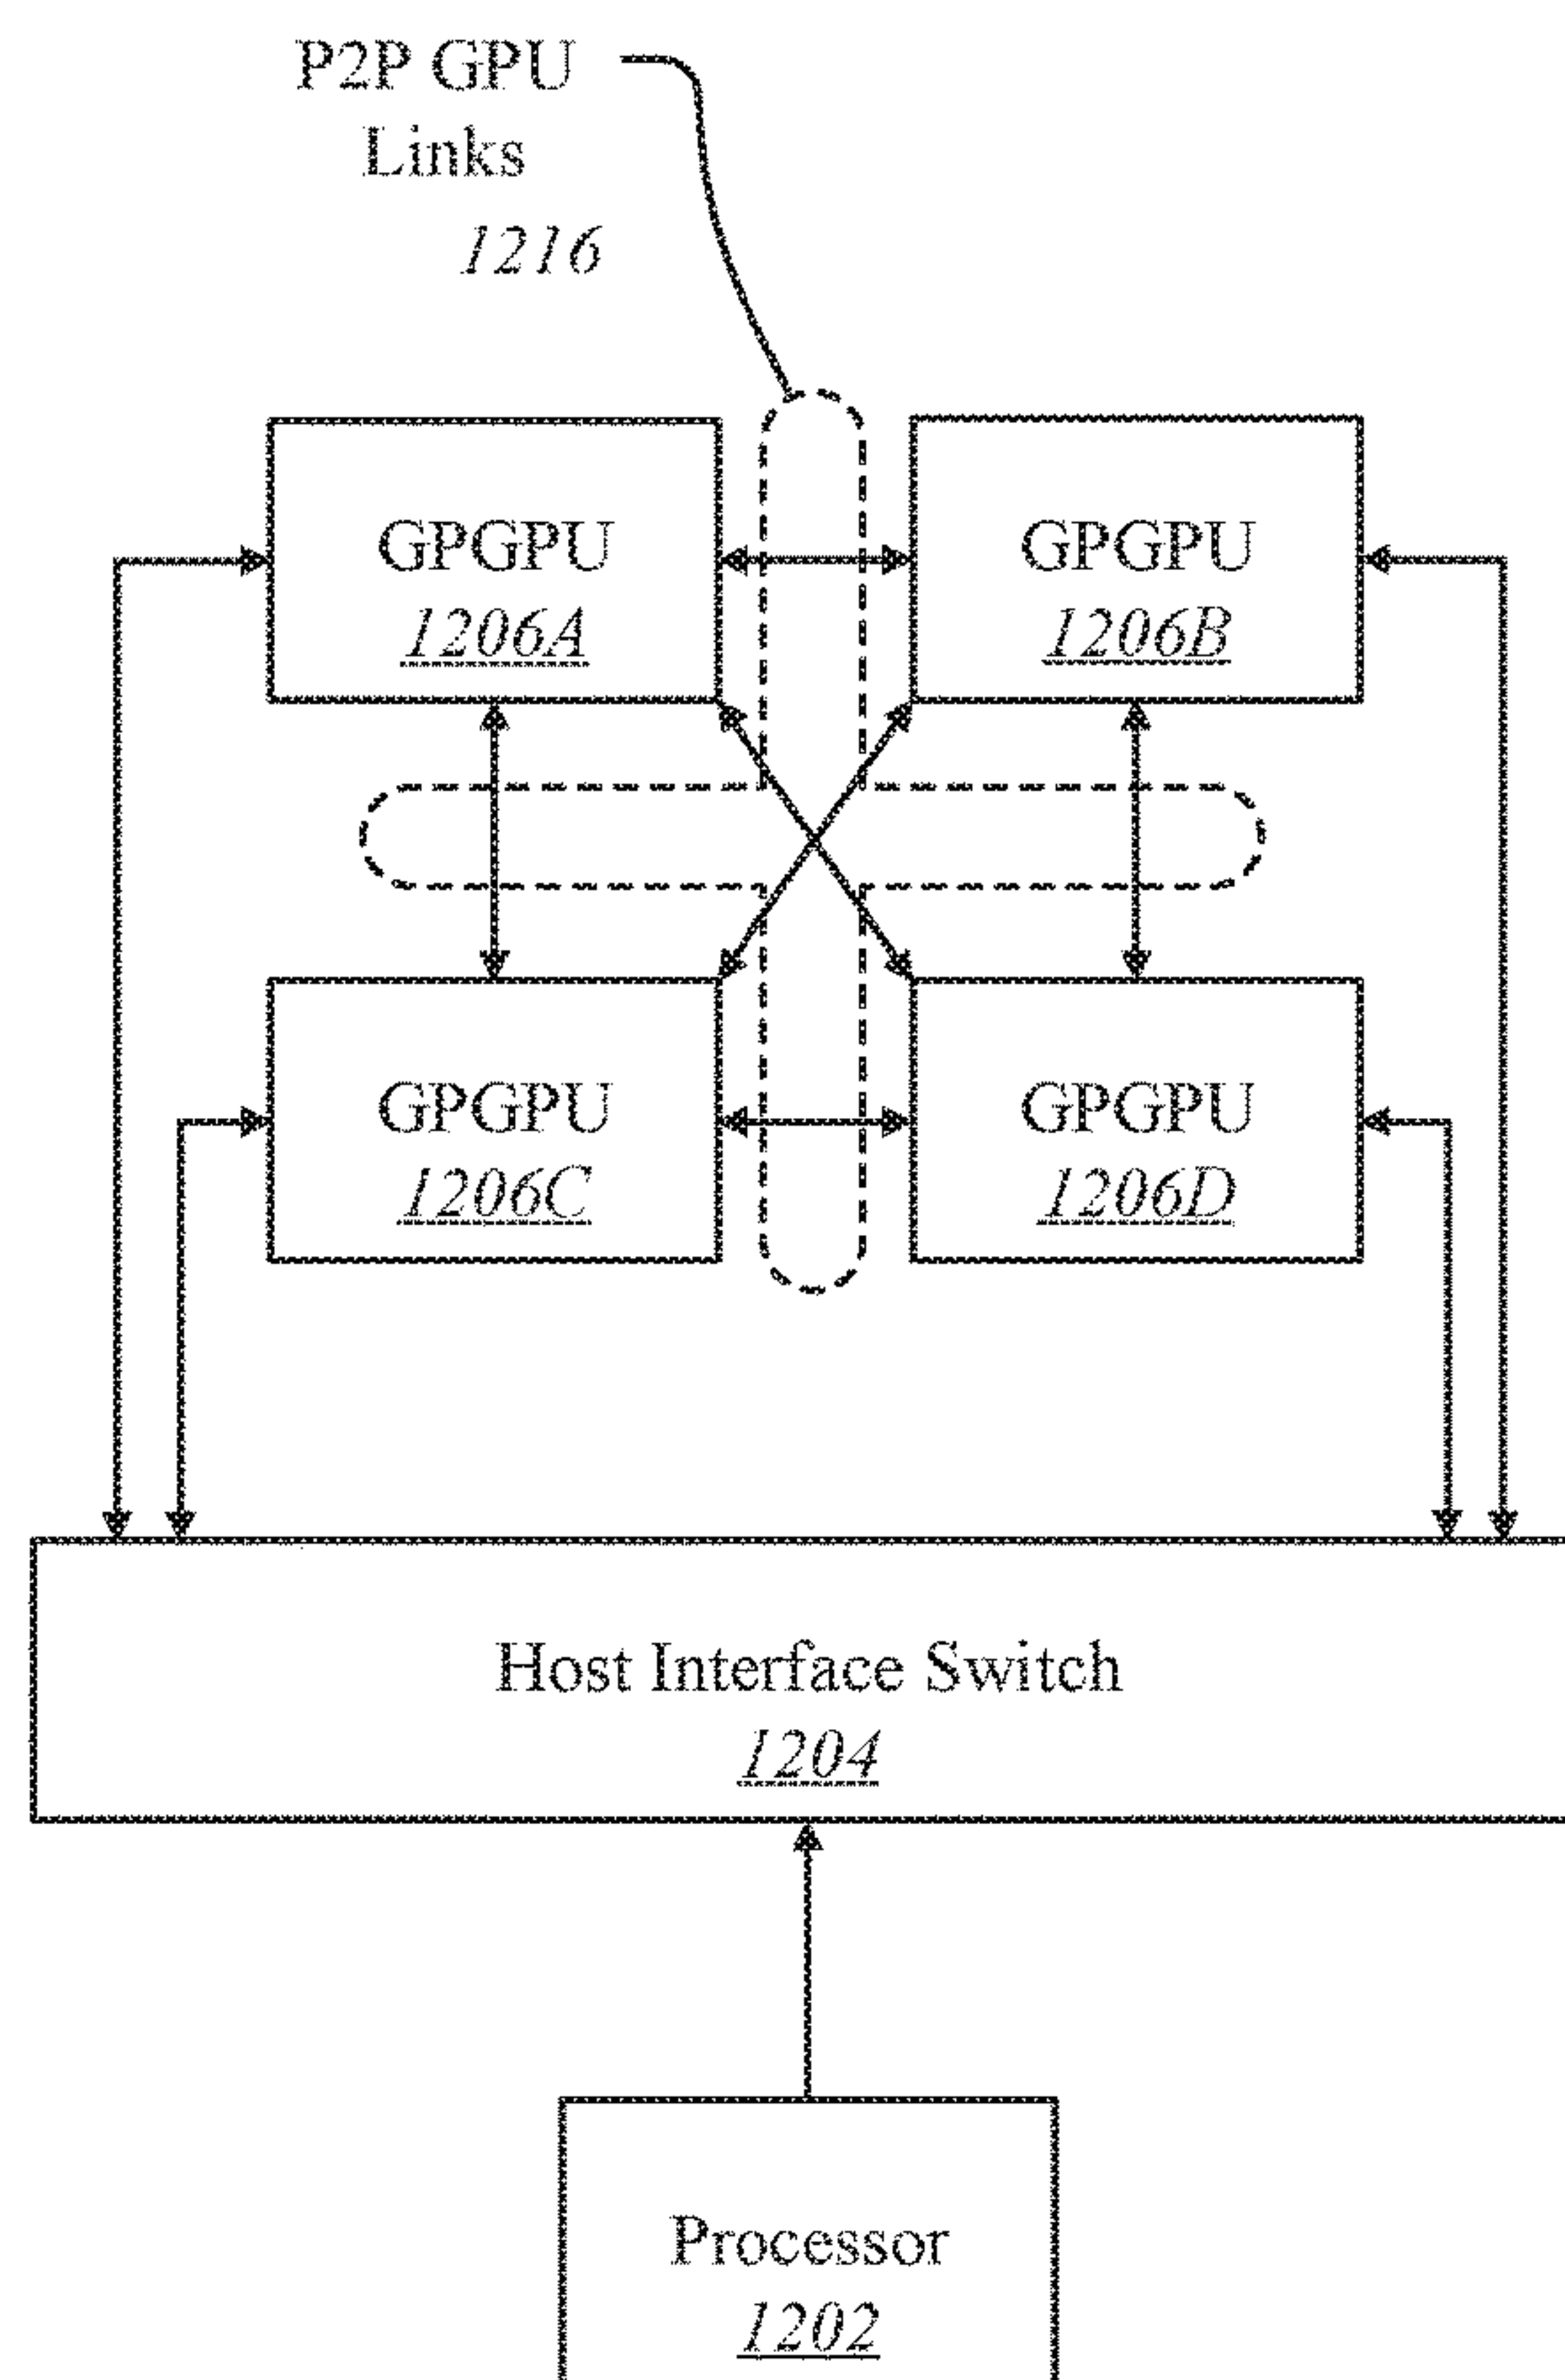 P2P GPU
Links
1216
GPGPU
1206A
GPGPU
1206B
GPGPU
1206C
GPGPU
1206D
Host Interface Switch
1204
Processor
1202